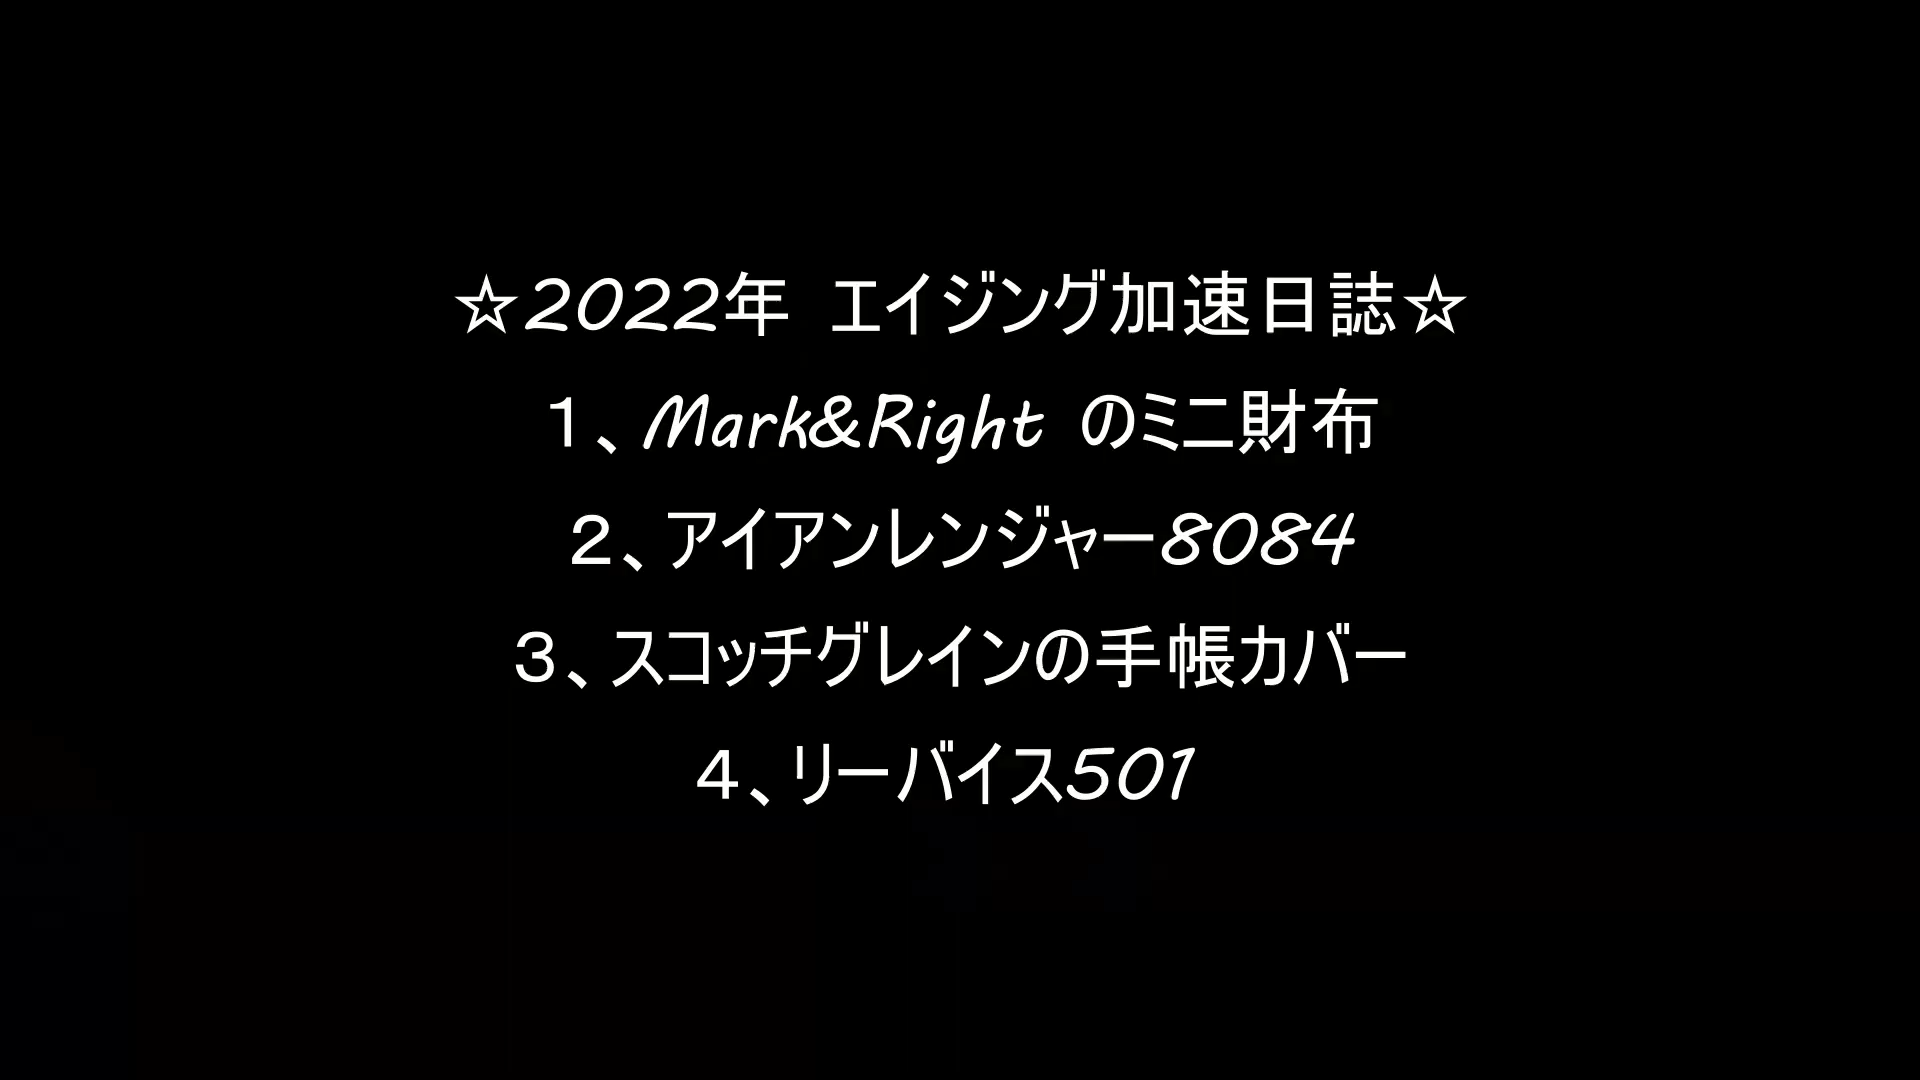 ☆2022年 エイジング加速日誌☆
１、Mark&Right のミニ財布
２、アイアンレンジャー8084
３、スコッチグレインの手帳カバー
４、リーバイス501